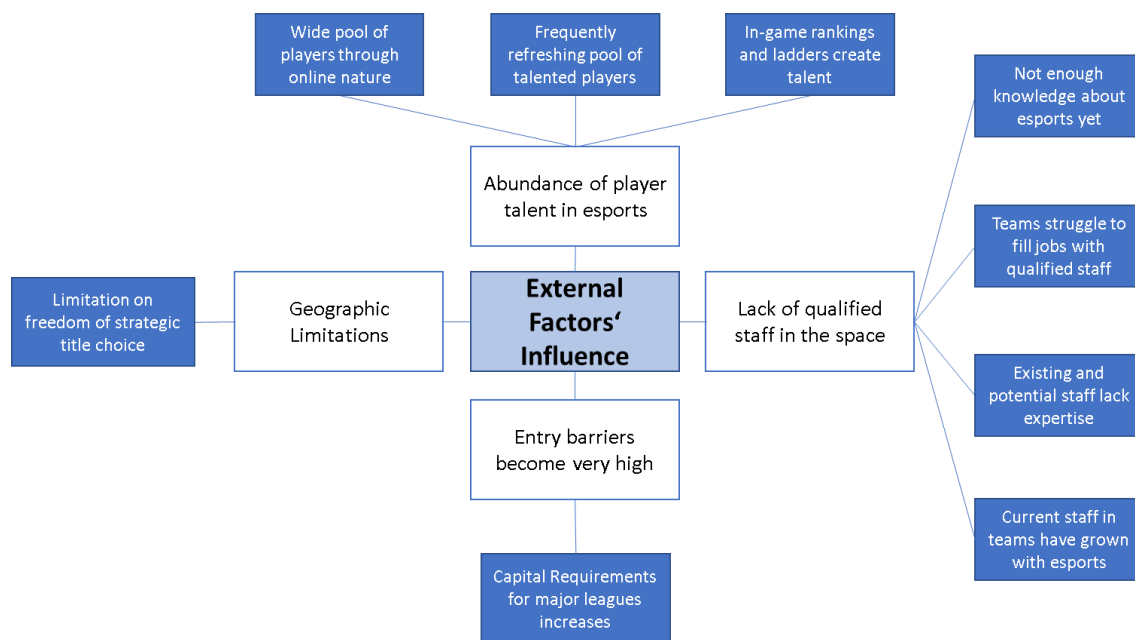 Wide pool of
players through
online nature
Frequently
refreshing pool of
talented players
In-game rankings
and ladders create
talent
Not enough
knowledge about
esports yet
Abundance of player
talent in esports
Teams struggle to
fill jobs with
qualified staff
Limitation on
freedom of strategic
title choice
Geographic
Limitations
External
Factors‘
Influence
Lack of qualified
staff in the space
Existing and
potential staff lack
expertise
Entry barriers
become very high
Current staff in
teams have grown
with esports
Capital Requirements
for major leagues
increases